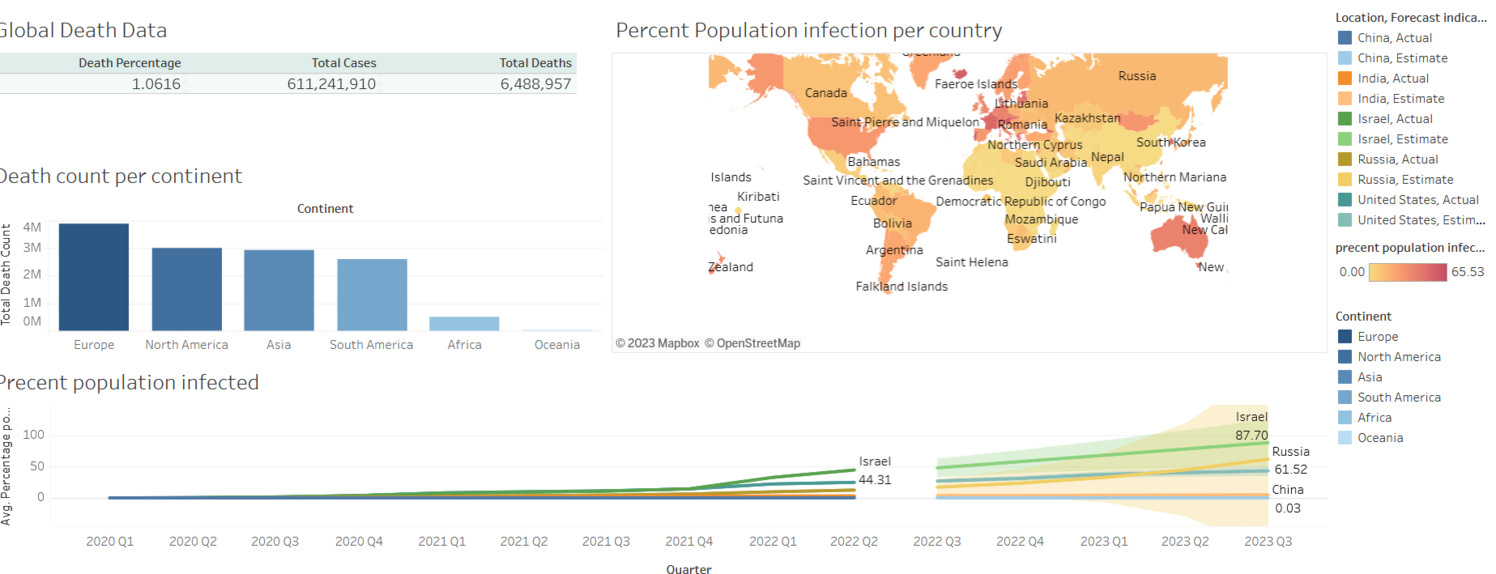 Global Death Data
Death Percentage Total Cases Total Deaths
1.0616 611,241,910 6,488,957
Death count per continent
Continent
Total Death Count
4M
3M
2M
1M
0M
Europe North America Asia South America Africa Oceania
Percent Population infection per country
Greenland
Russia
Faeroe Islands
Canada
Lithuania
Saint Pierre and Miquelon
Romania
Kazakhstan
Northern Cyprus
South Korea
Bahamas
Saudi Arabia
Nepal
Islands
Saint Vincent and the Grenadines
Djibouti
Northern Mariana
Kiribati
Ecuador
Democratic Republic of Congo
nea
Papua New Gui
is and Futuna
Bolivia
Mozambique
Walli
edonia
Eswatini
New Cal
Argentina
Saint Helena
Zealand
New
Falkland Islands
© 2023 Mapbox © OpenStreetMap
Precent population infected
Avg. Percentage po...
100
50
0
Israel
44.31
Israel
87.70
Russia
61.52
China
0.03
2020 Q1 2020 Q2 2020 Q3 2020 Q4 2021 Q1 2021 Q2 2021 Q3 2021 Q4 2022 Q1 2022 Q2 2022 Q3 2022 Q4 2023 Q1 2023 Q2 2023 Q3
Quarter
Location, Forecast indica...
China, Actual
China, Estimate
India, Actual
India, Estimate
Israel, Actual
Israel, Estimate
Russia, Actual
Russia, Estimate
United States, Actual
United States, Estim...
precent population infec...
0.00 65.53
Continent
Europe
North America
Asia
South America
Africa
Oceania